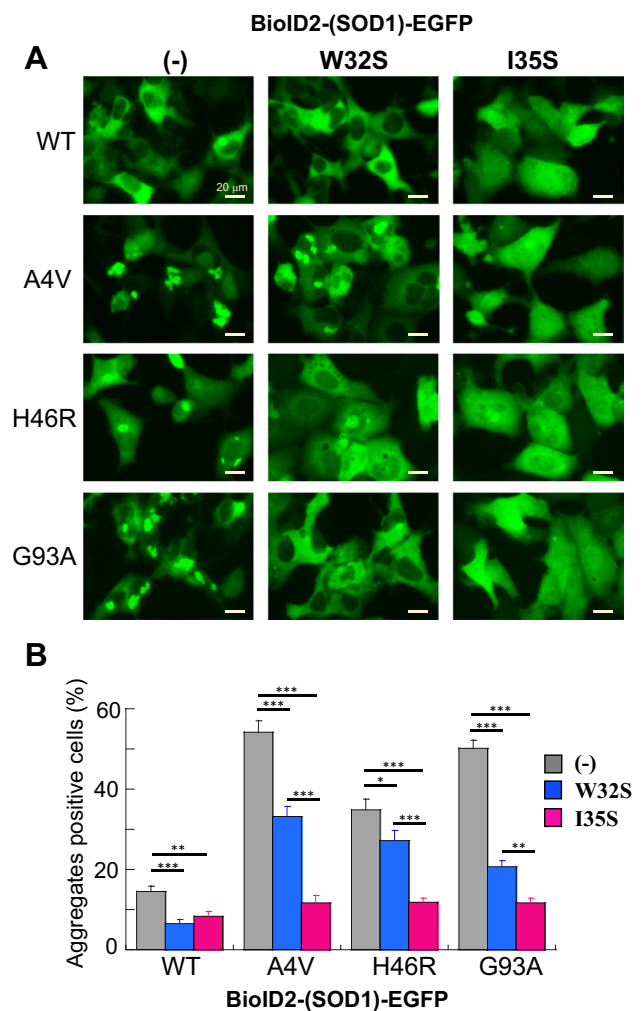 BioID2-(SOD1)-EGFP
A
(-) W32S I35S
WT
20 μm
A4V
H46R
G93A
B
Aggregates positive cells (%)
60
40
20
0
*** *** *** ***
*** *** * ***
** *** *** **
***
(-)
W32S
I35S
WT A4V H46R G93A
BioID2-(SOD1)-EGFP